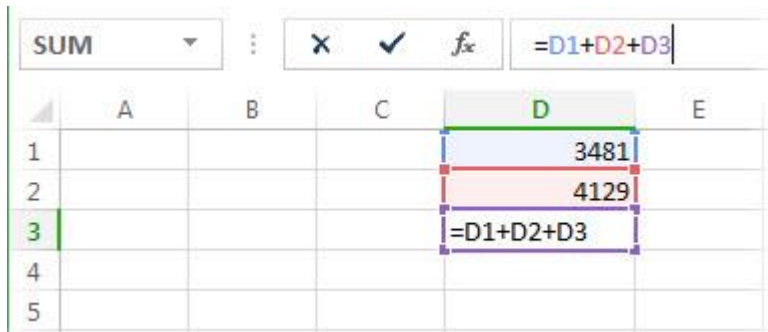 SUM fx =D1+D2+D3
A B C D E
1 3481
2 4129
3 =D1+D2+D3
4
5